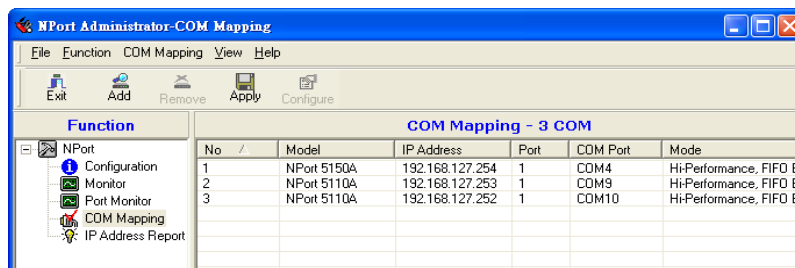 NPort Administrator-COM Mapping
File Function COM Mapping View Help
Exit Add Remove Apply Configure
Function
COM Mapping - 3 COM
NPort
Configuration
Monitor
Port Monitor
COM Mapping
IP Address Report
No Model IP Address Port COM Port Mode
1 NPort 5150A 192.168.127.254 1 COM4 Hi-Performance, FIFO
2 NPort 5110A 192.168.127.253 1 COM9 Hi-Performance, FIFO
3 NPort 5110A 192.168.127.252 1 COM10 Hi-Performance, FIFO